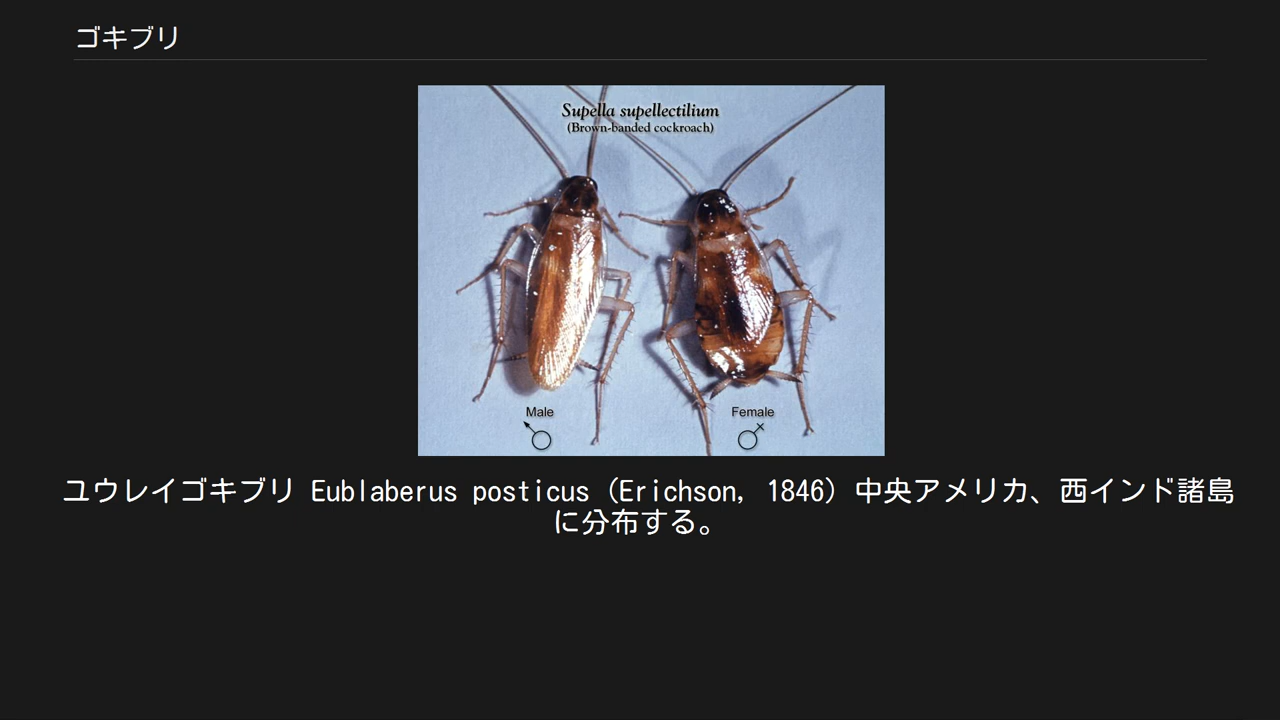 ゴキブリ
Supella supellectilium
(Brown-banded cockroach)
Male
Female
ユウレイゴキブリ Eublaberus posticus (Erichson, 1846) 中央アメリカ、西インド諸島
に分布する。